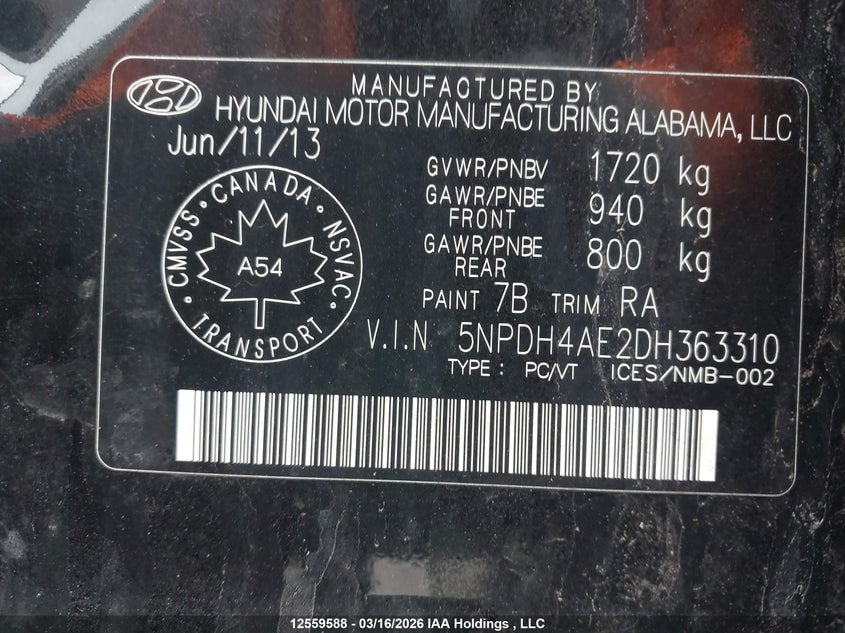 MANUFACTURED BY
HYUNDAI MOTOR MANUFACTURING ALABAMA, LLC
Jun/11/13
GVWR/PNBV 1720 kg
GAWR/PNBE FRONT 940 kg
GAWR/PNBE REAR 800 kg
CMVSS • CANADA • NSVAC • TRANSPORT •
A54
PAINT 7B TRIM RA
V.I.N 5NPDH4AE2DH363310
TYPE : PC/VT ICES/NMB-002
12559588 - 03/16/2026 IAA Holdings , LLC